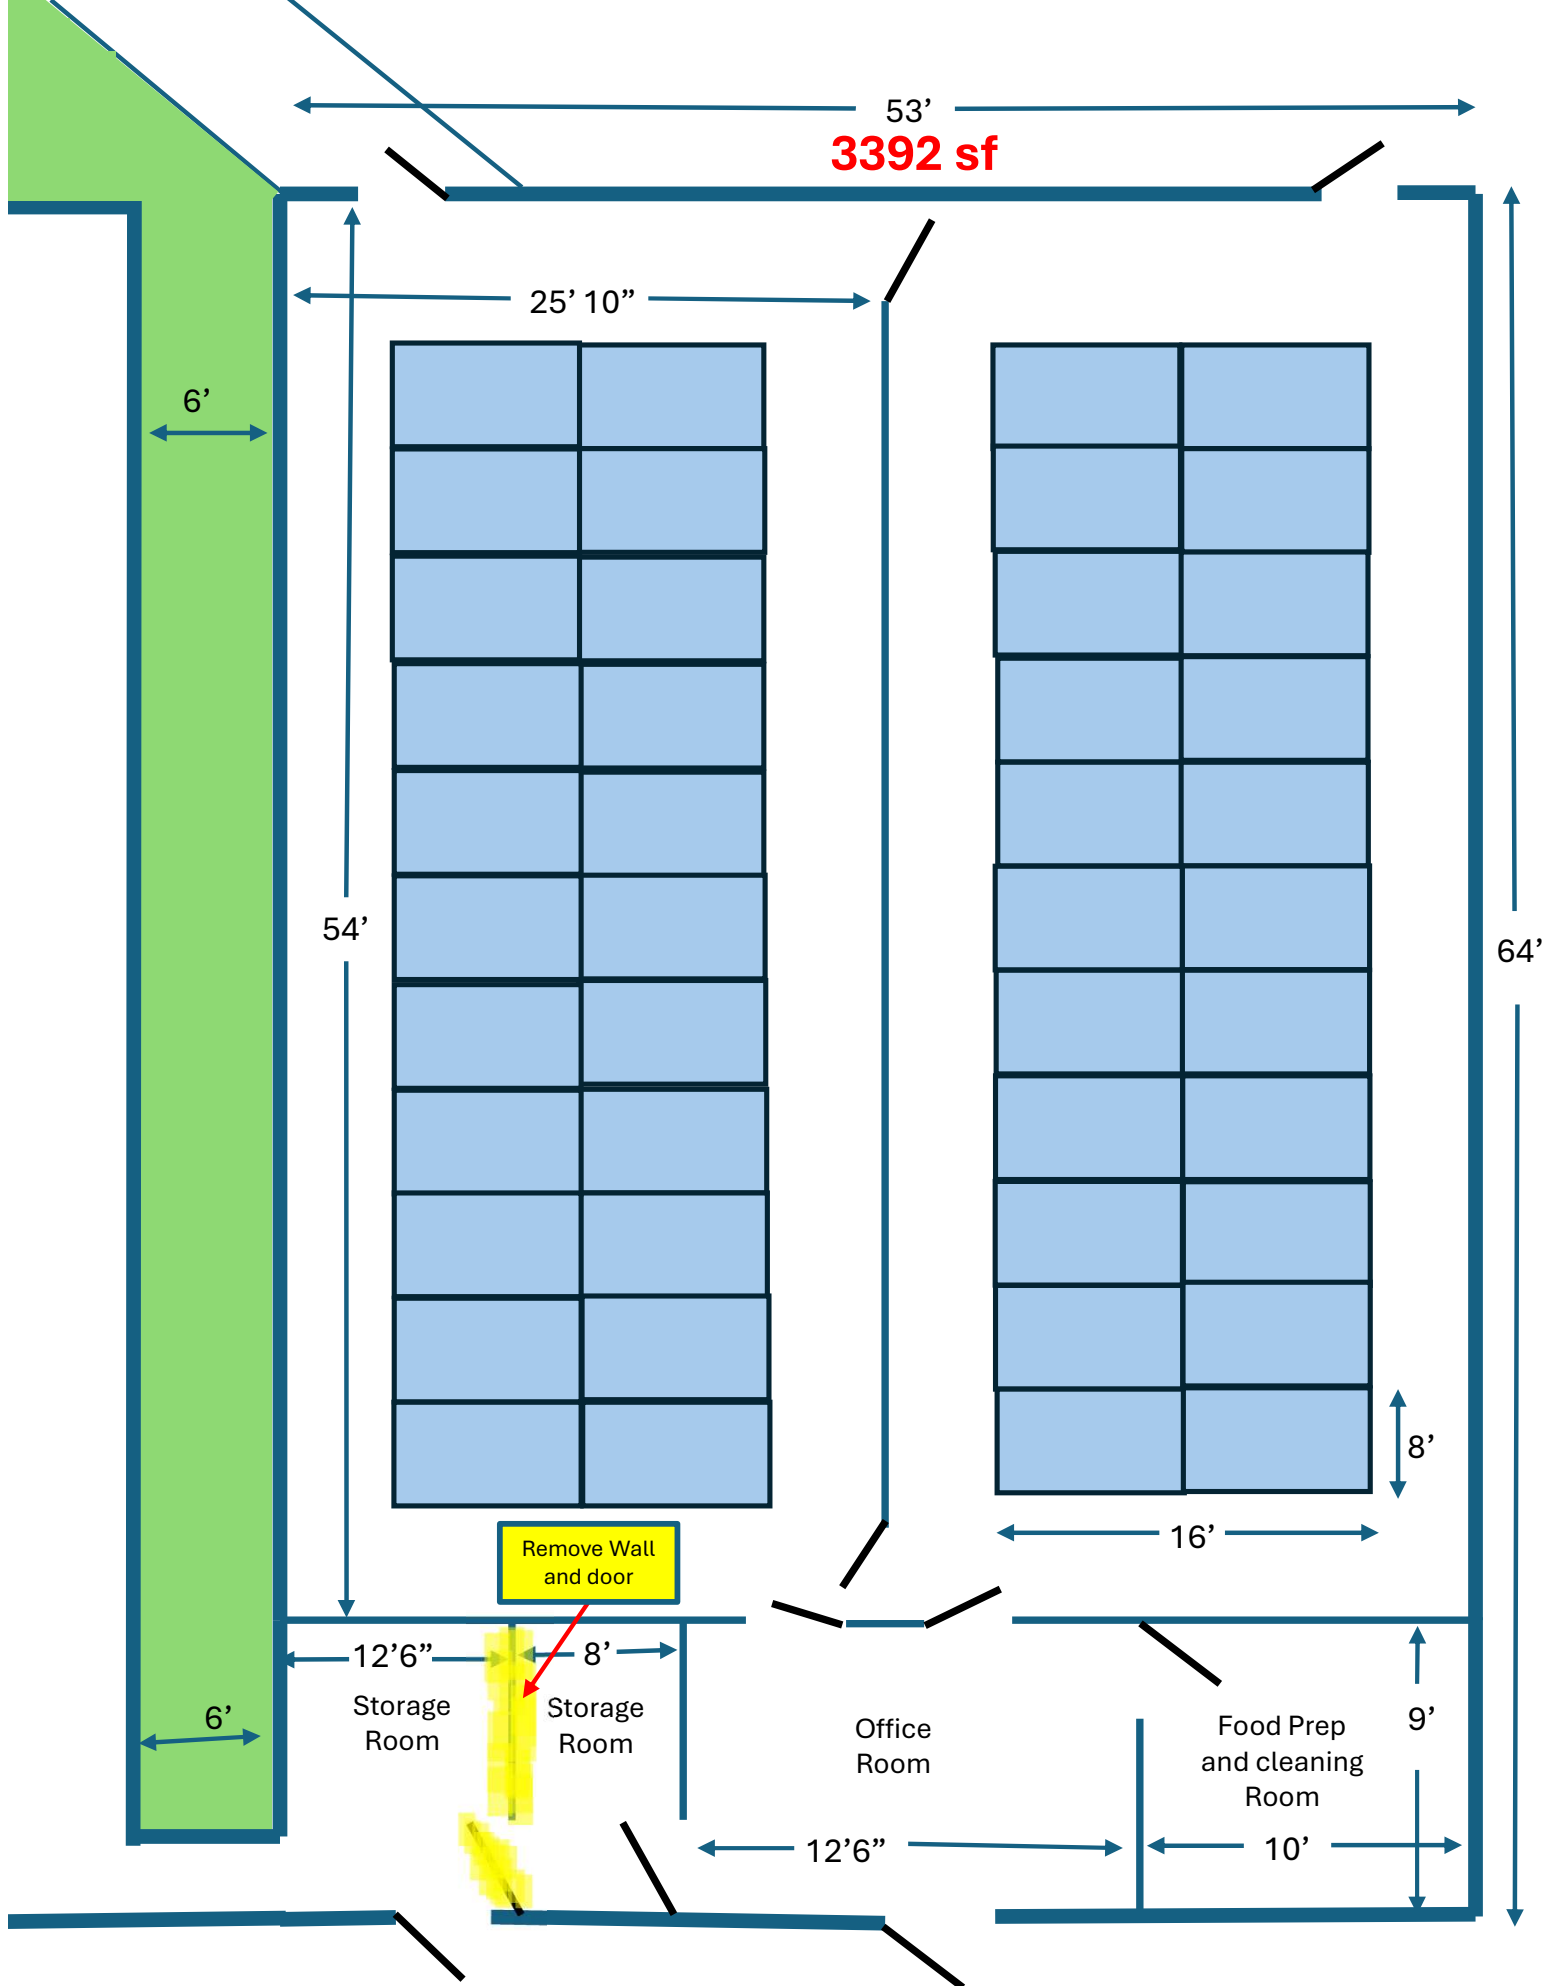 53’
3392 sf
25’ 10”
6’
54’
64’
8’
16’
Remove Wall
and door
12’6”
8’
Storage
Room
Storage
Room
6’
Office
Room
Food Prep
and cleaning
Room
9’
12’6”
10’